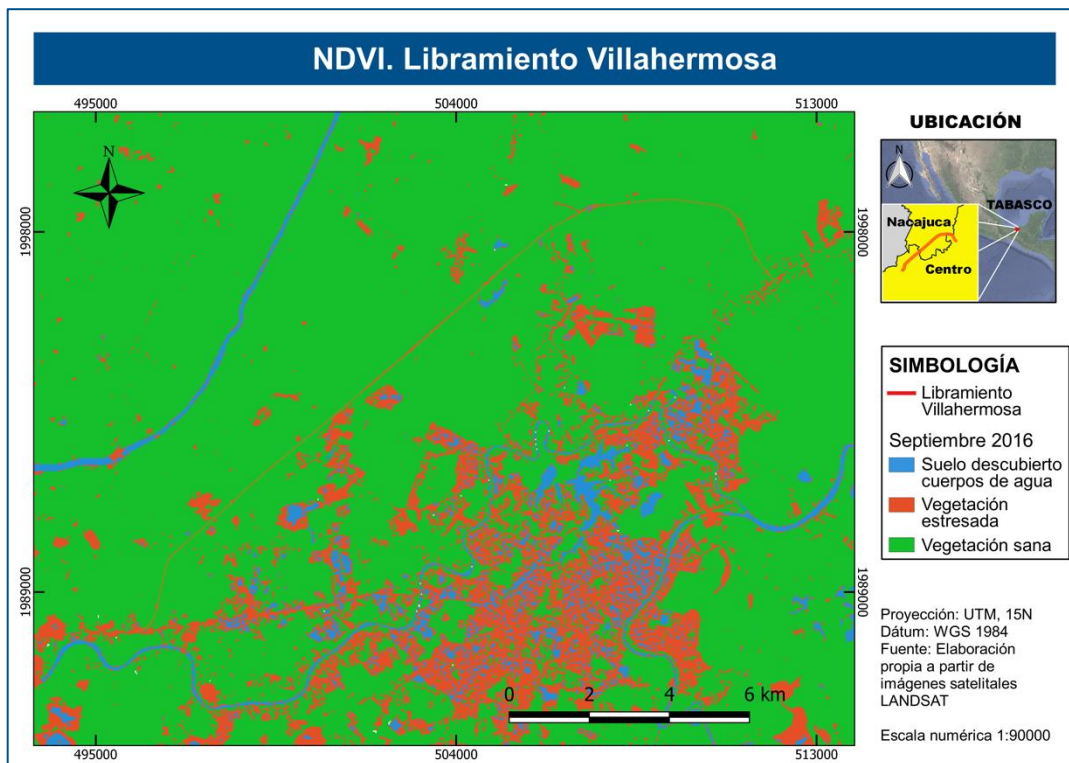 NDVI. Libramiento Villahermosa
495000
504000
513000
N
1998000
1998000
1989000
1989000
0 2 4 6 km
495000
504000
513000
UBICACIÓN
N
TABASCO
Nacajuca
Centro
SIMBOLOGÍA
Libramiento
Villahermosa
Septiembre 2016
Suelo descubierto
cuerpos de agua
Vegetación
estresada
Vegetación sana
Proyección: UTM, 15N
Dátum: WGS 1984
Fuente: Elaboración
propia a partir de
imágenes satelitales
LANDSAT
Escala numérica 1:90000